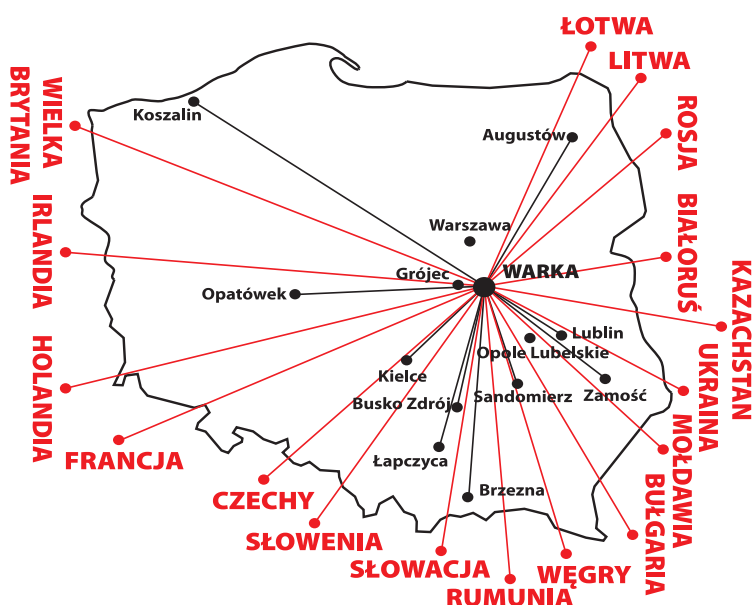 ŁOTWA
LITWA
ROSJA
WIELKA
BRYTANIA
Koszalin
Augustów
IRLANDIA
BIAŁORUŚ
Warszawa
Grójec
WARKA
KAZACHSTAN
Opatówek
Lublin
Opole Lubelskie
HOLANDIA
UKRAINA
Kielce
Sandomierz
Zamość
Busko Zdrój
MOŁDAWIA
FRANCJA
Łapczyca
BUŁGARIA
CZECHY
Brzezna
SŁOWENIA
SŁOWACJA
WĘGRY
RUMUNIA